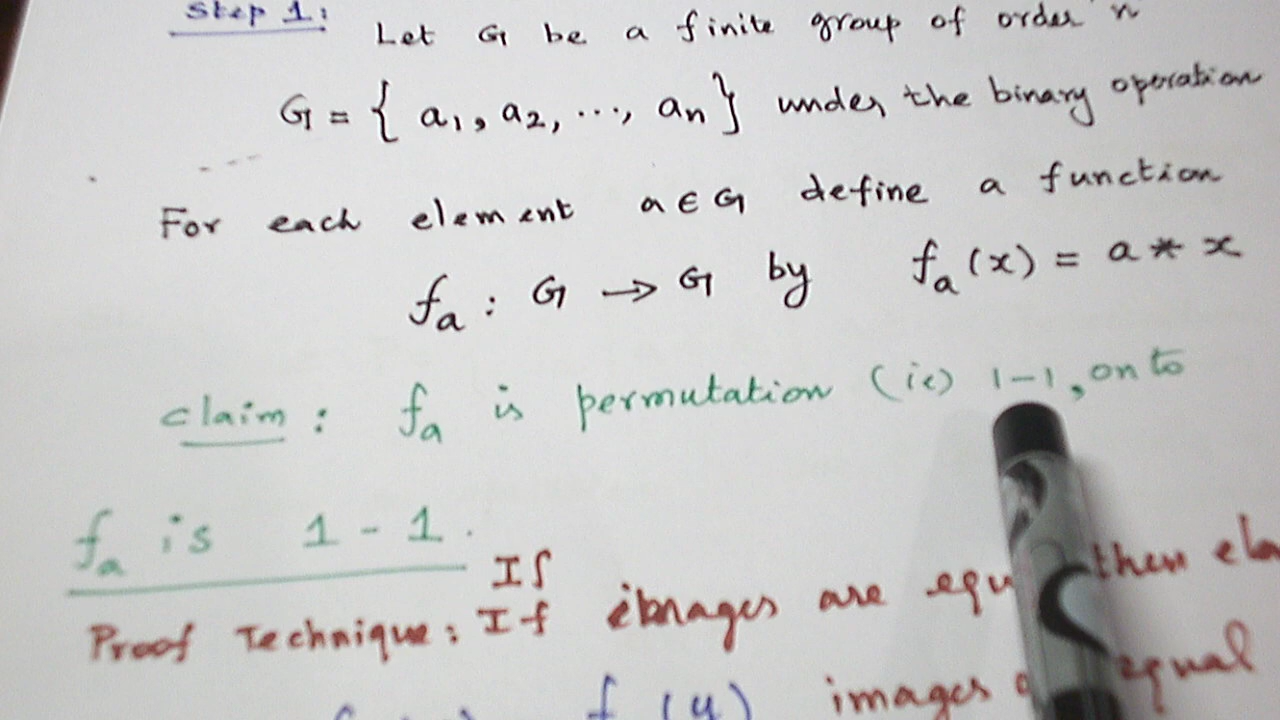 Step 1:
Let G be a finite group of order n
G = { a1, a2, ..., an } under the binary operation
For each element a ∈ G define a function
fa : G → G by fa (x) = a * x
claim : fa is permutation (ie) 1-1, onto
fa is 1 - 1.
If
Proof Technique: If images are equ then ele
f (y) images equal